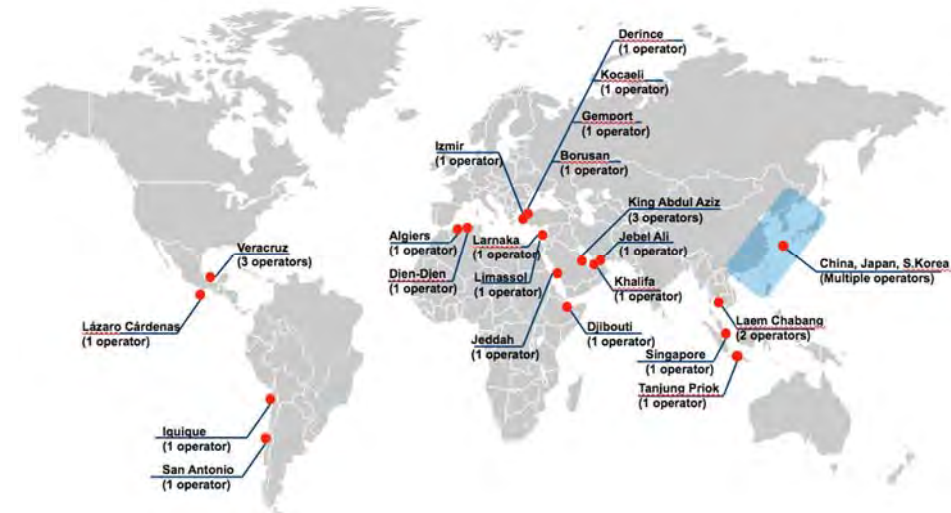 Derince
(1 operator)
Kocaeli
(1 operator)
Gemport
(1 operator)
Izmir
(1 operator)
Borusan
(1 operator)
King Abdul Aziz
(3 operators)
Algiers
(1 operator)
Larnaka
(1 operator)
Jebel Ali
(1 operator)
Veracruz
(3 operators)
Dien-Dien
(1 operator)
Limassol
(1 operator)
Khalifa
(1 operator)
China, Japan, S.Korea
(Multiple operators)
Lázaro Cárdenas
(1 operator)
Jeddah
(1 operator)
Djibouti
(1 operator)
Laem Chabang
(2 operators)
Singapore
(1 operator)
Tanjung Priok
(1 operator)
Iquique
(1 operator)
San Antonio
(1 operator)